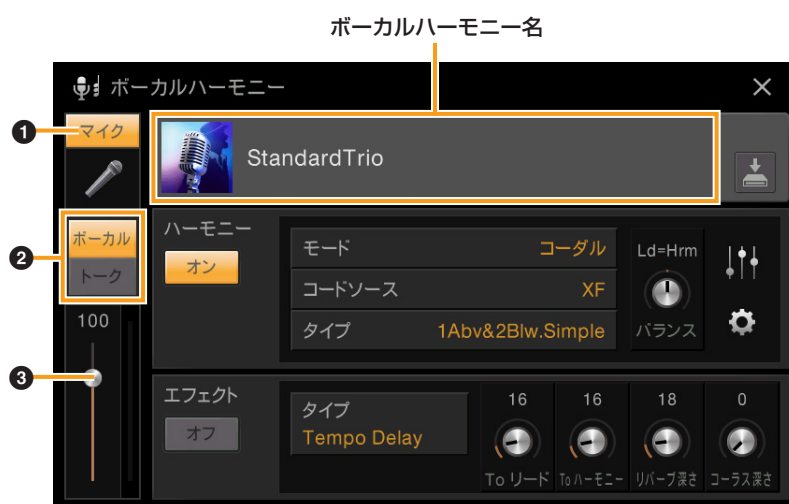 ボーカルハーモニー名
ボーカルハーモニー
1
マイク
StandardTrio
2
ボーカル
トーク
ハーモニー
オン
モード
コーダル
コードソース
XF
タイプ
1Abv&2Blw.Simple
Ld=Hrm
バランス
3
100
エフェクト
オフ
タイプ
Tempo Delay
16
To リード
16
To ハーモニー
18
リバーブ深さ
0
コーラス深さ